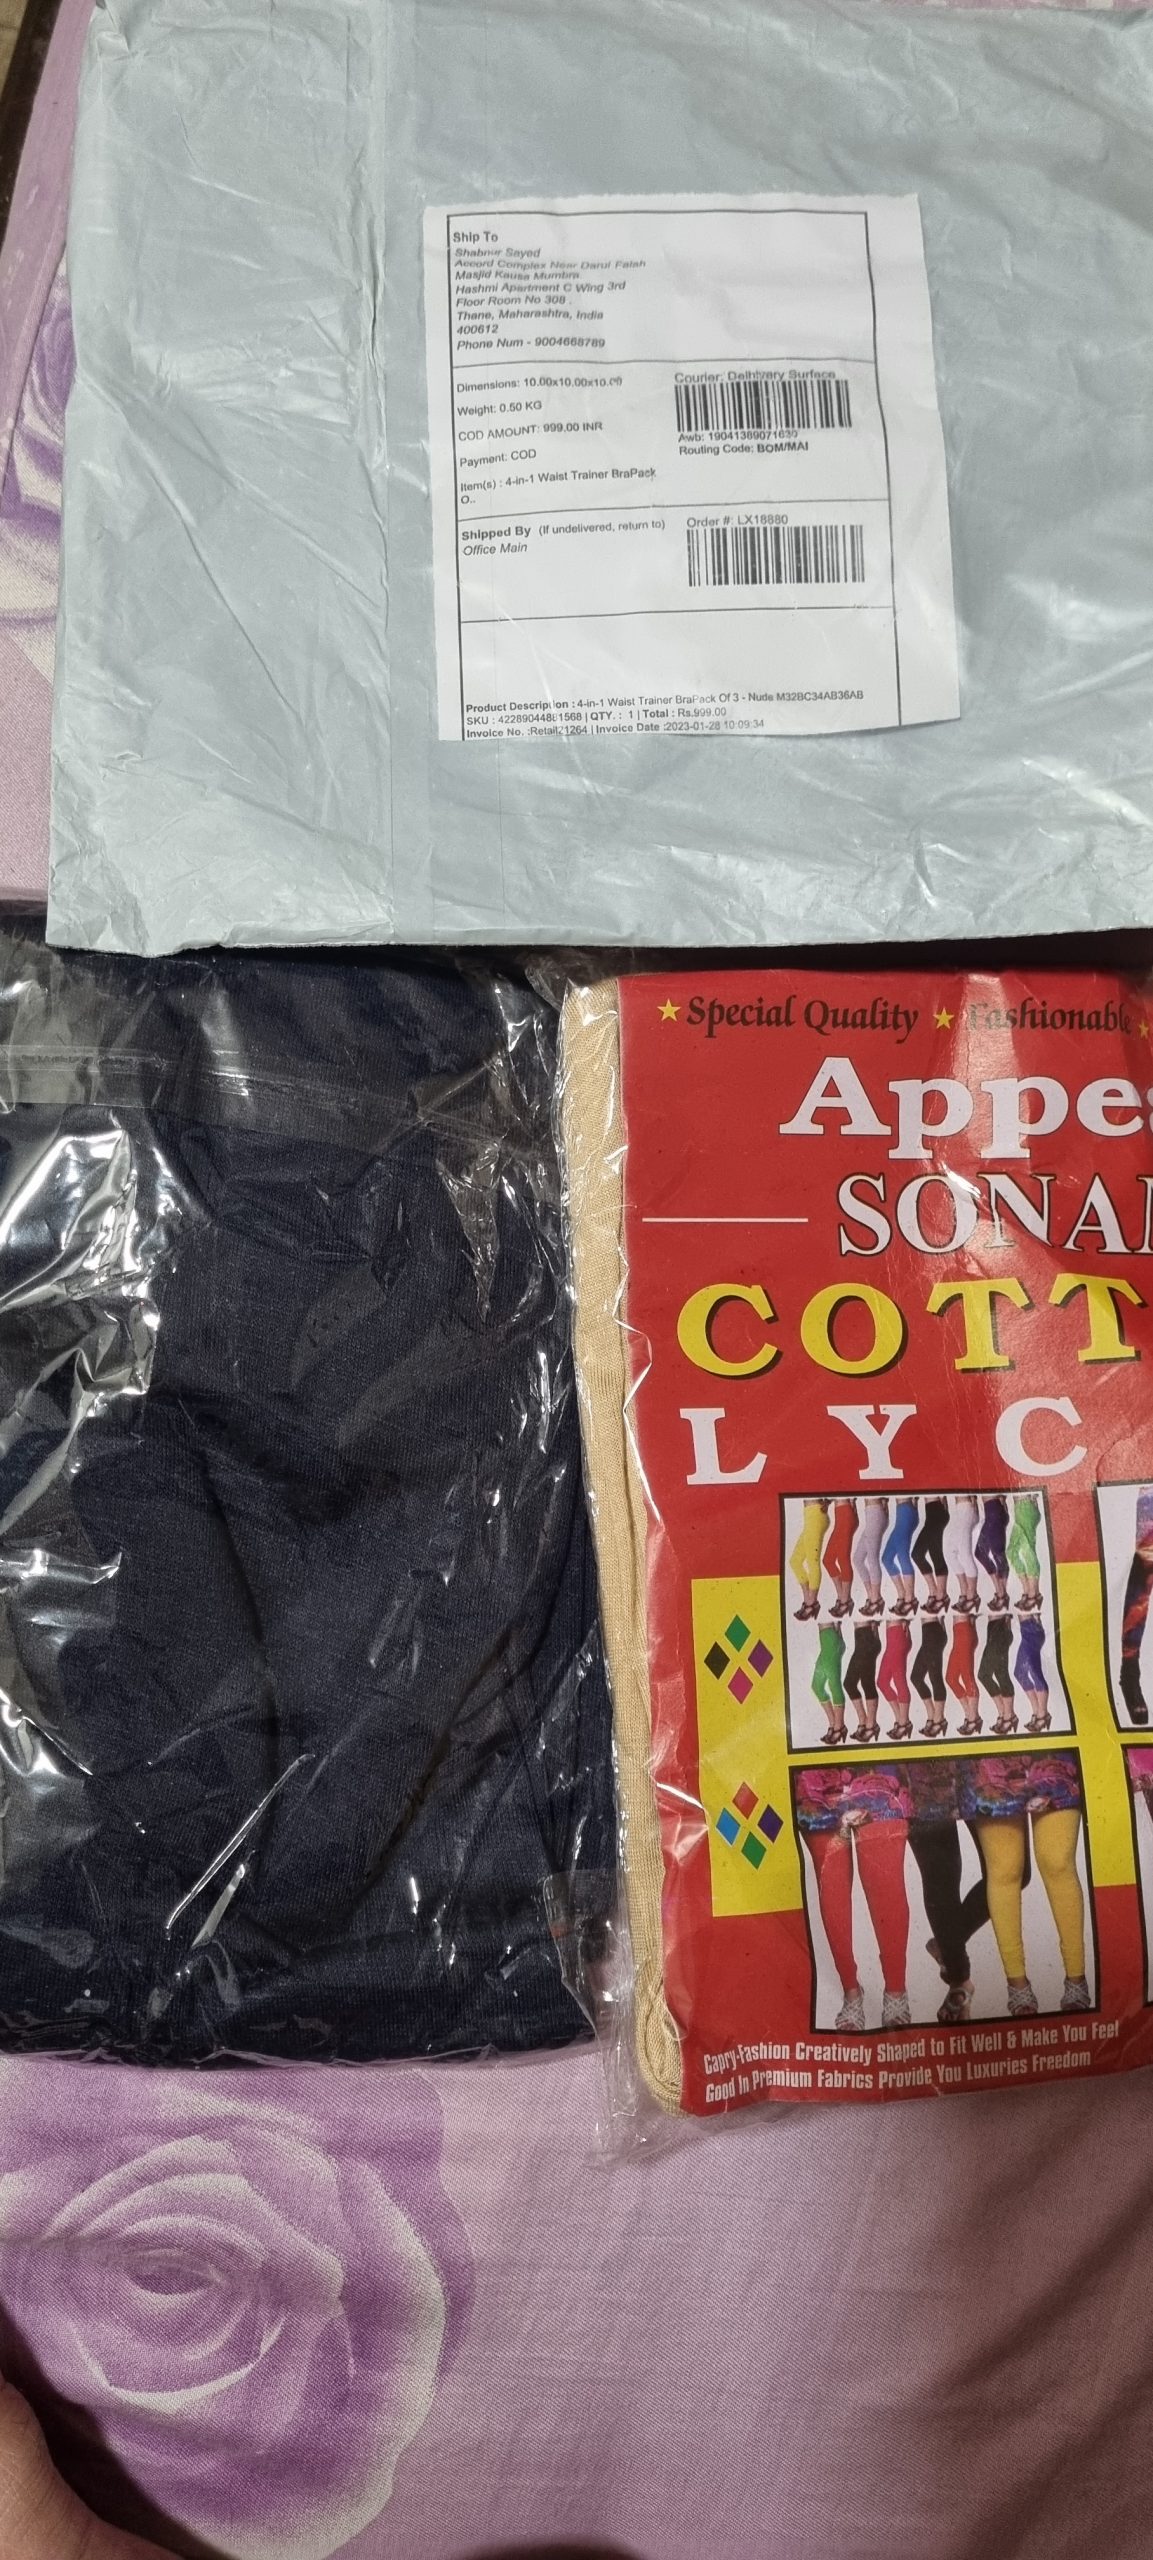 Ship To
Shabnur Sayed
Accord Complex Near Darul Falah
Masjid Kausa Mumbra
Hashmi Apartment C Wing 3rd
Floor Room No 308 .
Thane, Maharashtra, India
400612
Phone Num - 9004668789
Dimensions: 10.00x10.00x10.00
Weight: 0.50 KG
COD AMOUNT: 999.00 INR
Payment: COD
Item(s) : 4-in-1 Waist Trainer BraPack
O..
Courier: Delhivery Surface
Awb: 19041389071630
Routing Code: BOM/MAI
Shipped By (If undelivered, return to)
Office Main
Order #: LX18880
Product Description : 4-in-1 Waist Trainer BraPack Of 3 - Nude M32BC34AB36AB
SKU : 42289044881568 | QTY. : 1 | Total : Rs.999.00
Invoice No. :Retail21264 | Invoice Date :2023-01-28 10:09:34
Special Quality Fashionable
Appe
SONA
COTT
LYC
Capry-Fashion Creatively Shaped to Fit Well & Make You Feel
Good In Premium Fabrics Provide You Luxuries Freedom